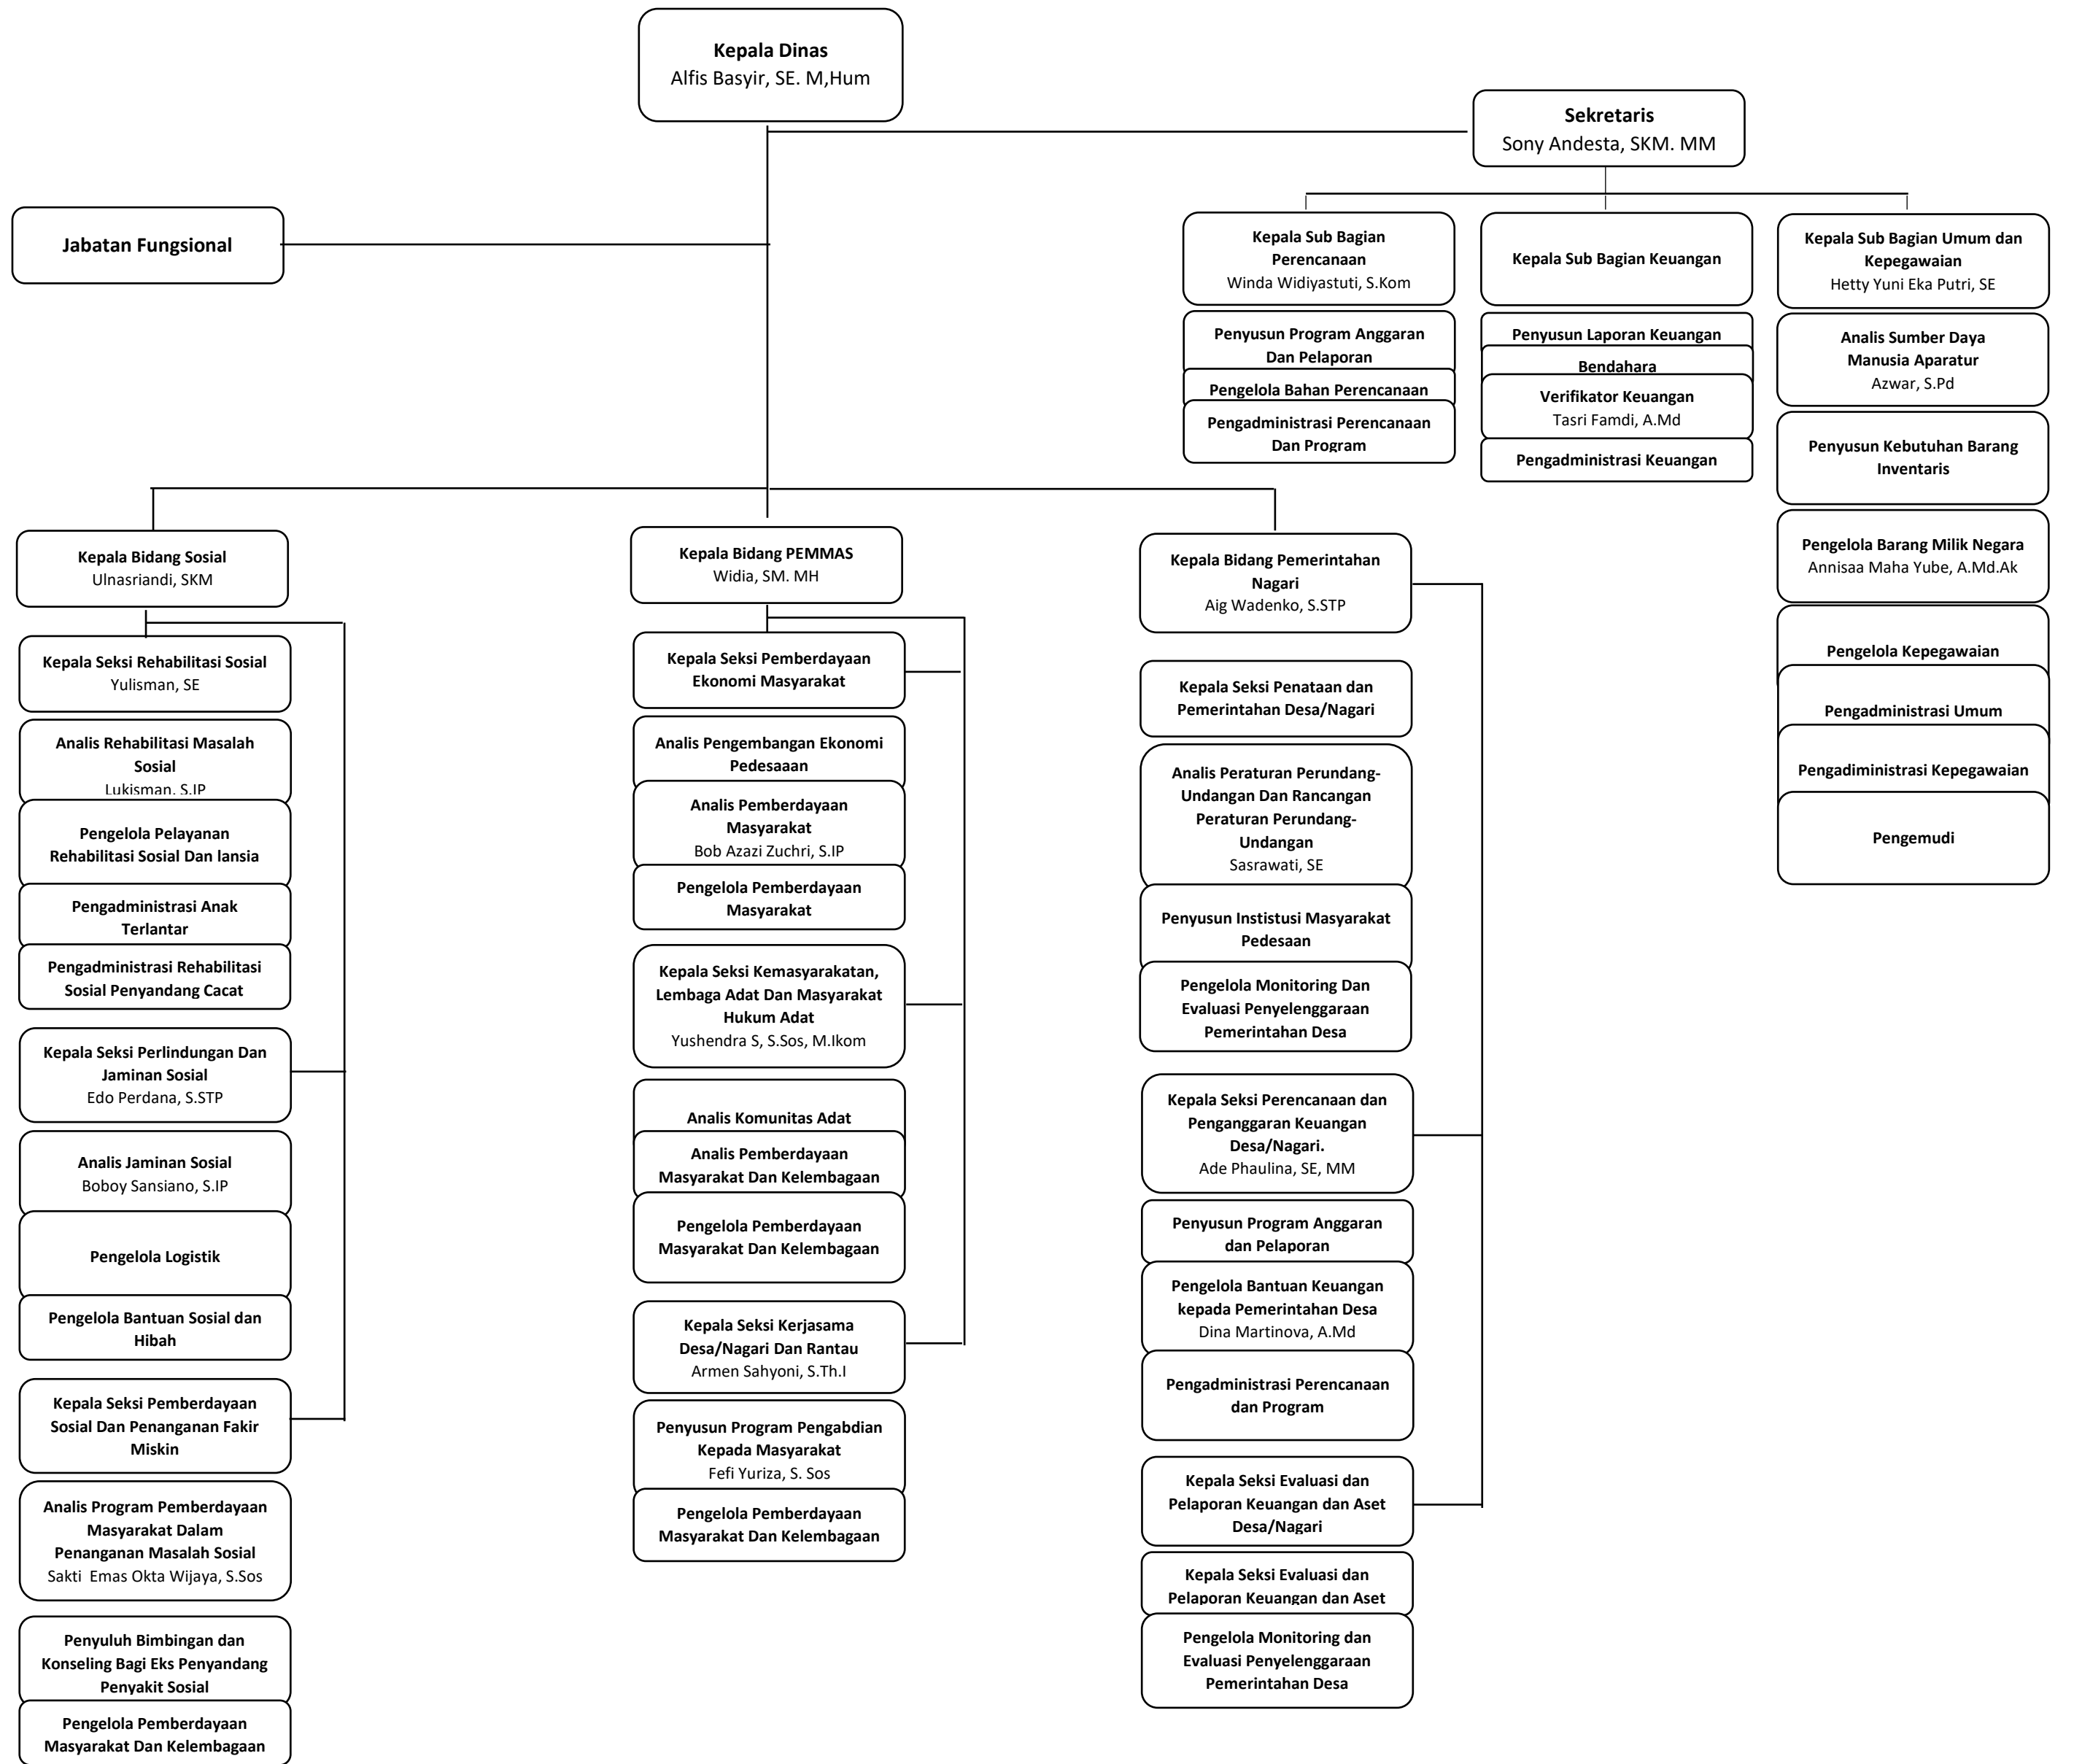 Kepala Dinas
Alfis Basyir, SE. M,Hum
Sekretaris
Sony Andesta, SKM. MM
Jabatan Fungsional
Kepala Sub Bagian
Perencanaan
Winda Widiyastuti, S.Kom
Penyusun Program Anggaran
Dan Pelaporan
Pengelola Bahan Perencanaan
Pengadministrasi Perencanaan
Dan Program
Kepala Sub Bagian Keuangan
Penyusun Laporan Keuangan
Bendahara
Verifikator Keuangan
Tasri Famdi, A.Md
Pengadministrasi Keuangan
Kepala Sub Bagian Umum dan
Kepegawaian
Hetty Yuni Eka Putri, SE
Analis Sumber Daya
Manusia Aparatur
Azwar, S.Pd
Penyusun Kebutuhan Barang
Inventaris
Pengelola Barang Milik Negara
Annisaa Maha Yube, A.Md.Ak
Pengelola Kepegawaian
Pengadministrasi Umum
Pengadiministrasi Kepegawaian
Pengemudi
Kepala Bidang Sosial
Ulnasriandi, SKM
Kepala Seksi Rehabilitasi Sosial
Yulisman, SE
Analis Rehabilitasi Masalah
Sosial
Lukisman, S.IP
Pengelola Pelayanan
Rehabilitasi Sosial Dan lansia
Pengadministrasi Anak
Terlantar
Pengadministrasi Rehabilitasi
Sosial Penyandang Cacat
Kepala Seksi Perlindungan Dan
Jaminan Sosial
Edo Perdana, S.STP
Analis Jaminan Sosial
Boboy Sansiano, S.IP
Pengelola Logistik
Pengelola Bantuan Sosial dan
Hibah
Kepala Seksi Pemberdayaan
Sosial Dan Penanganan Fakir
Miskin
Analis Program Pemberdayaan
Masyarakat Dalam
Penanganan Masalah Sosial
Sakti  Emas Okta Wijaya, S.Sos
Penyuluh Bimbingan dan
Konseling Bagi Eks Penyandang
Penyakit Sosial
Pengelola Pemberdayaan
Masyarakat Dan Kelembagaan
Kepala Bidang PEMMAS
Widia, SM. MH
Kepala Seksi Pemberdayaan
Ekonomi Masyarakat
Analis Pengembangan Ekonomi
Pedesaaan
Analis Pemberdayaan
Masyarakat
Bob Azazi Zuchri, S.IP
Pengelola Pemberdayaan
Masyarakat
Kepala Seksi Kemasyarakatan,
Lembaga Adat Dan Masyarakat
Hukum Adat
Yushendra S, S.Sos, M.Ikom
Analis Komunitas Adat
Analis Pemberdayaan
Masyarakat Dan Kelembagaan
Pengelola Pemberdayaan
Masyarakat Dan Kelembagaan
Kepala Seksi Kerjasama
Desa/Nagari Dan Rantau
Armen Sahyoni, S.Th.I
Penyusun Program Pengabdian
Kepada Masyarakat
Fefi Yuriza, S. Sos
Pengelola Pemberdayaan
Masyarakat Dan Kelembagaan
Kepala Bidang Pemerintahan
Nagari
Aig Wadenko, S.STP
Kepala Seksi Penataan dan
Pemerintahan Desa/Nagari
Analis Peraturan Perundang-
Undangan Dan Rancangan
Peraturan Perundang-
Undangan
Sasrawati, SE
Penyusun Instistusi Masyarakat
Pedesaan
Pengelola Monitoring Dan
Evaluasi Penyelenggaraan
Pemerintahan Desa
Kepala Seksi Perencanaan dan
Penganggaran Keuangan
Desa/Nagari.
Ade Phaulina, SE, MM
Penyusun Program Anggaran
dan Pelaporan
Pengelola Bantuan Keuangan
kepada Pemerintahan Desa
Dina Martinova, A.Md
Pengadministrasi Perencanaan
dan Program
Kepala Seksi Evaluasi dan
Pelaporan Keuangan dan Aset
Desa/Nagari
Kepala Seksi Evaluasi dan
Pelaporan Keuangan dan Aset
Pengelola Monitoring dan
Evaluasi Penyelenggaraan
Pemerintahan Desa